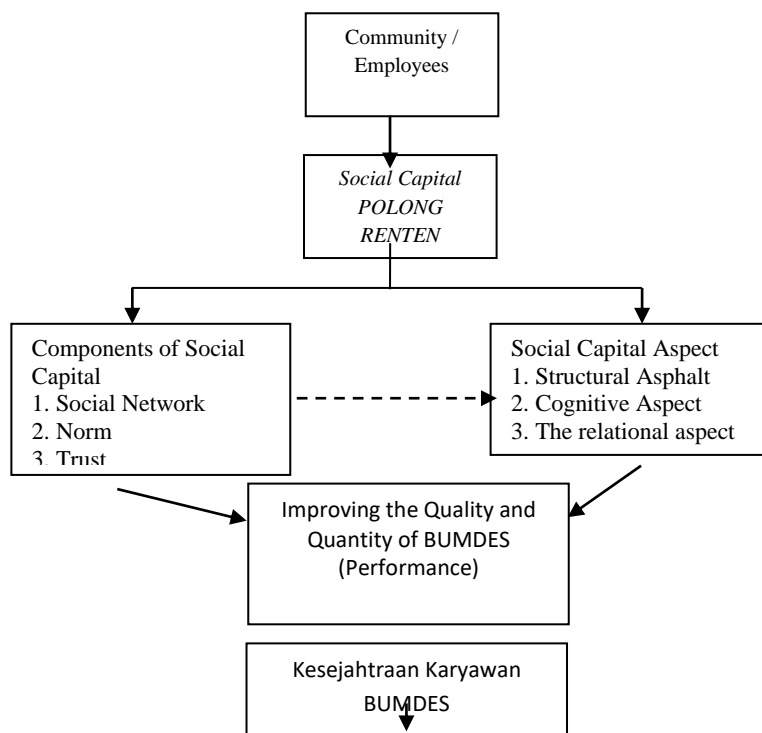 Community /
Employees
Social Capital
POLONG
RENTEN
Components of Social
Capital
1. Social Network
2. Norm
3. Trust
Social Capital Aspect
1. Structural Asphalt
2. Cognitive Aspect
3. The relational aspect
Improving the Quality and
Quantity of BUMDES
(Performance)
Kesejahtraan Karyawan
BUMDES